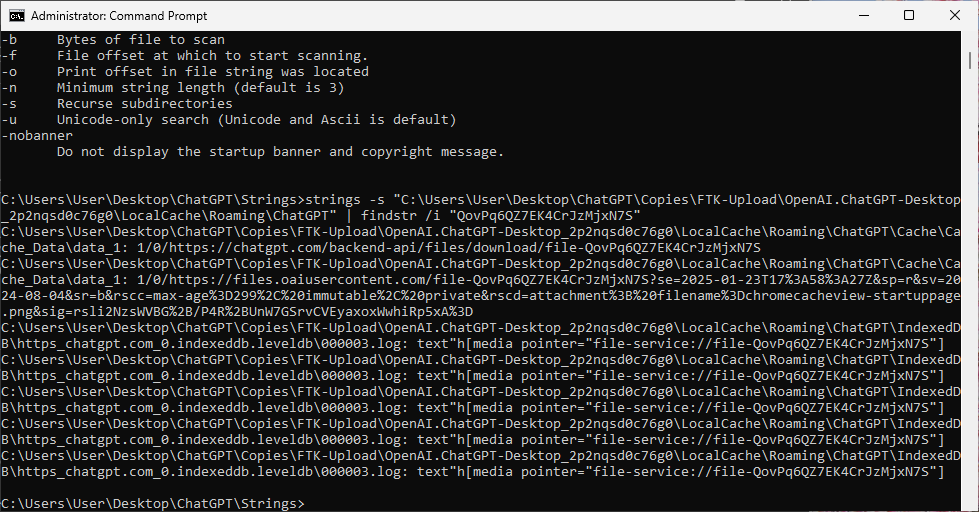 Administrator: Command Prompt
-b     Bytes of file to scan
-f     File offset at which to start scanning.
-o     Print offset in file string was located
-n     Minimum string length (default is 3)
-s     Recurse subdirectories
-u     Unicode-only search (Unicode and Ascii is default)
-nobanner
       Do not display the startup banner and copyright message.
C:\Users\User\Desktop\ChatGPT\Strings>strings -s "C:\Users\User\Desktop\ChatGPT\Copies\FTK-Upload\OpenAI.ChatGPT-Desktop
_2p2nqsd0c76g0\LocalCache\Roaming\ChatGPT" | findstr /i "QovPq6QZ7EK4CrJzMjxN7S"
C:\Users\User\Desktop\ChatGPT\Copies\FTK-Upload\OpenAI.ChatGPT-Desktop_2p2nqsd0c76g0\LocalCache\Roaming\ChatGPT\Cache\Ca
che_Data\data_1: 1/0/https://chatgpt.com/backend-api/files/download/file-QovPq6QZ7EK4CrJzMjxN7S
C:\Users\User\Desktop\ChatGPT\Copies\FTK-Upload\OpenAI.ChatGPT-Desktop_2p2nqsd0c76g0\LocalCache\Roaming\ChatGPT\Cache\Ca
che_Data\data_1: 1/0/https://files.oaiusercontent.com/file-QovPq6QZ7EK4CrJzMjxN7S?se=2025-01-23T17%3A58%3A27Z&sp=r&sv=20
24-08-04&sr=b&rscc=max-age%3D299%2C%20immutable%2C%20private&rscd=attachment%3B%20filename%3Dchromecacheview-startuppage
.png&sig=rsli2NzsWVBG%2B/P4R%2BUnW7GSrvCVEyaxoxWwhiRp5xA%3D
C:\Users\User\Desktop\ChatGPT\Copies\FTK-Upload\OpenAI.ChatGPT-Desktop_2p2nqsd0c76g0\LocalCache\Roaming\ChatGPT\IndexedD
B\https_chatgpt.com_0.indexeddb.leveldb\000003.log: text"h[media pointer="file-service://file-QovPq6QZ7EK4CrJzMjxN7S"]
C:\Users\User\Desktop\ChatGPT\Copies\FTK-Upload\OpenAI.ChatGPT-Desktop_2p2nqsd0c76g0\LocalCache\Roaming\ChatGPT\IndexedD
B\https_chatgpt.com_0.indexeddb.leveldb\000003.log: text"h[media pointer="file-service://file-QovPq6QZ7EK4CrJzMjxN7S"]
C:\Users\User\Desktop\ChatGPT\Copies\FTK-Upload\OpenAI.ChatGPT-Desktop_2p2nqsd0c76g0\LocalCache\Roaming\ChatGPT\IndexedD
B\https_chatgpt.com_0.indexeddb.leveldb\000003.log: text"h[media pointer="file-service://file-QovPq6QZ7EK4CrJzMjxN7S"]
C:\Users\User\Desktop\ChatGPT\Copies\FTK-Upload\OpenAI.ChatGPT-Desktop_2p2nqsd0c76g0\LocalCache\Roaming\ChatGPT\IndexedD
B\https_chatgpt.com_0.indexeddb.leveldb\000003.log: text"h[media pointer="file-service://file-QovPq6QZ7EK4CrJzMjxN7S"]
C:\Users\User\Desktop\ChatGPT\Copies\FTK-Upload\OpenAI.ChatGPT-Desktop_2p2nqsd0c76g0\LocalCache\Roaming\ChatGPT\IndexedD
B\https_chatgpt.com_0.indexeddb.leveldb\000003.log: text"h[media pointer="file-service://file-QovPq6QZ7EK4CrJzMjxN7S"]
C:\Users\User\Desktop\ChatGPT\Strings>